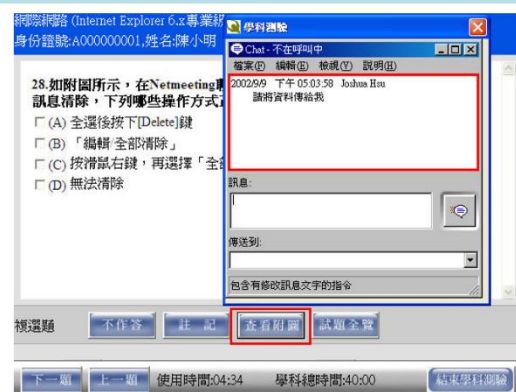 網際網路 (Internet Explorer 6.x專業級
身份證號:A000000001,姓名:陳小明
學科測驗
Chat - 不在呼叫中
檔案(F) 編輯(E) 檢視(V) 說明(H)
2002/9/9 下午 05:03:58 Joshua Hsu
請將資料傳給我
28.如附圖所示，在Netmeeting
訊息清除，下列哪些操作方式正
(A) 全選後按下[Delete]鍵
(B) 「編輯/全部清除」
(C) 按滑鼠右鍵，再選擇「全
(D) 無法清除
訊息:
傳送到:
包含有修改訊息文字的指令
複選題
不作答
註 記
查看附圖
試題全覽
下一題
上一題
使用時間:04:34
學科總時間:40:00
結束學科測驗